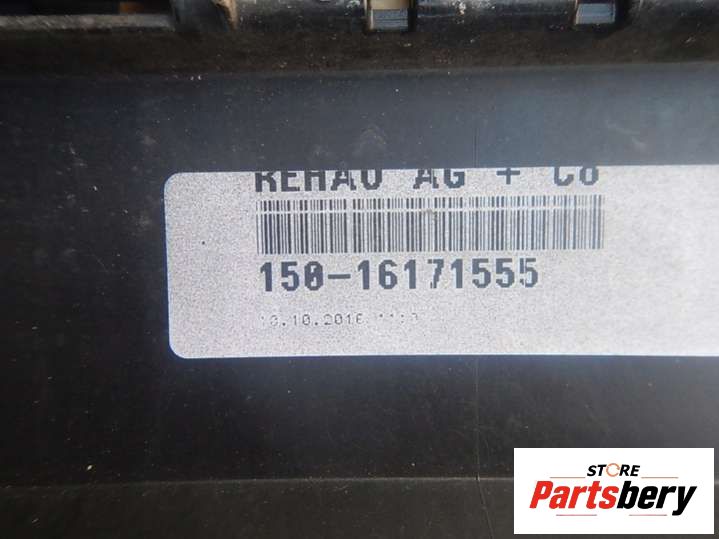 REHAU AG + Co
150-16171555
STORE
Partsbery